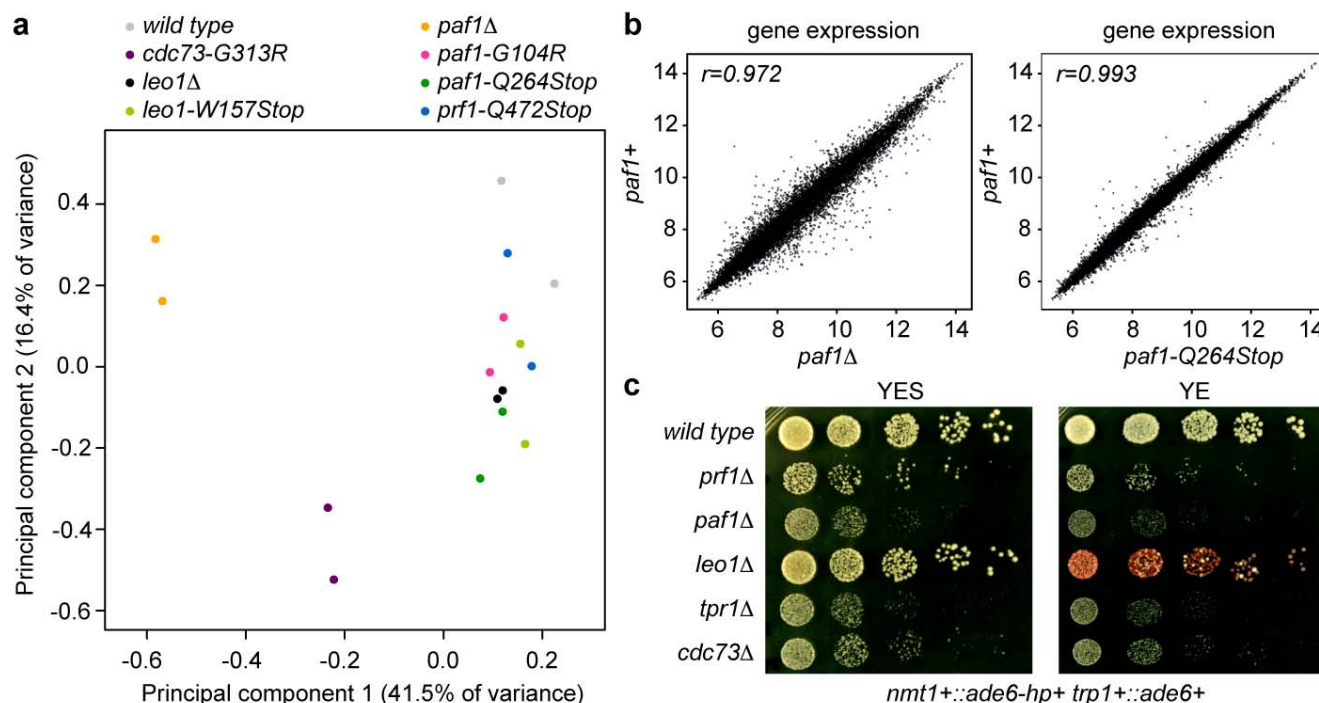 a
wild type
cdc73-G313R
leo1Δ
leo1-W157Stop
paf1Δ
paf1-G104R
paf1-Q264Stop
prf1-Q472Stop
Principal component 2 (16.4% of variance)
0.4
0.2
0.0
-0.2
-0.4
-0.6
-0.6
-0.4
-0.2
0.0
0.2
Principal component 1 (41.5% of variance)
b
gene expression
r=0.972
paf1+
14
12
10
8
6
6
8
10
12
14
paf1Δ
gene expression
r=0.993
paf1+
14
12
10
8
6
6
8
10
12
14
paf1-Q264Stop
c
YES
YE
wild type
prf1Δ
paf1Δ
leo1Δ
tpr1Δ
cdc73Δ
nmt1+::ade6-hp+ trp1+::ade6+